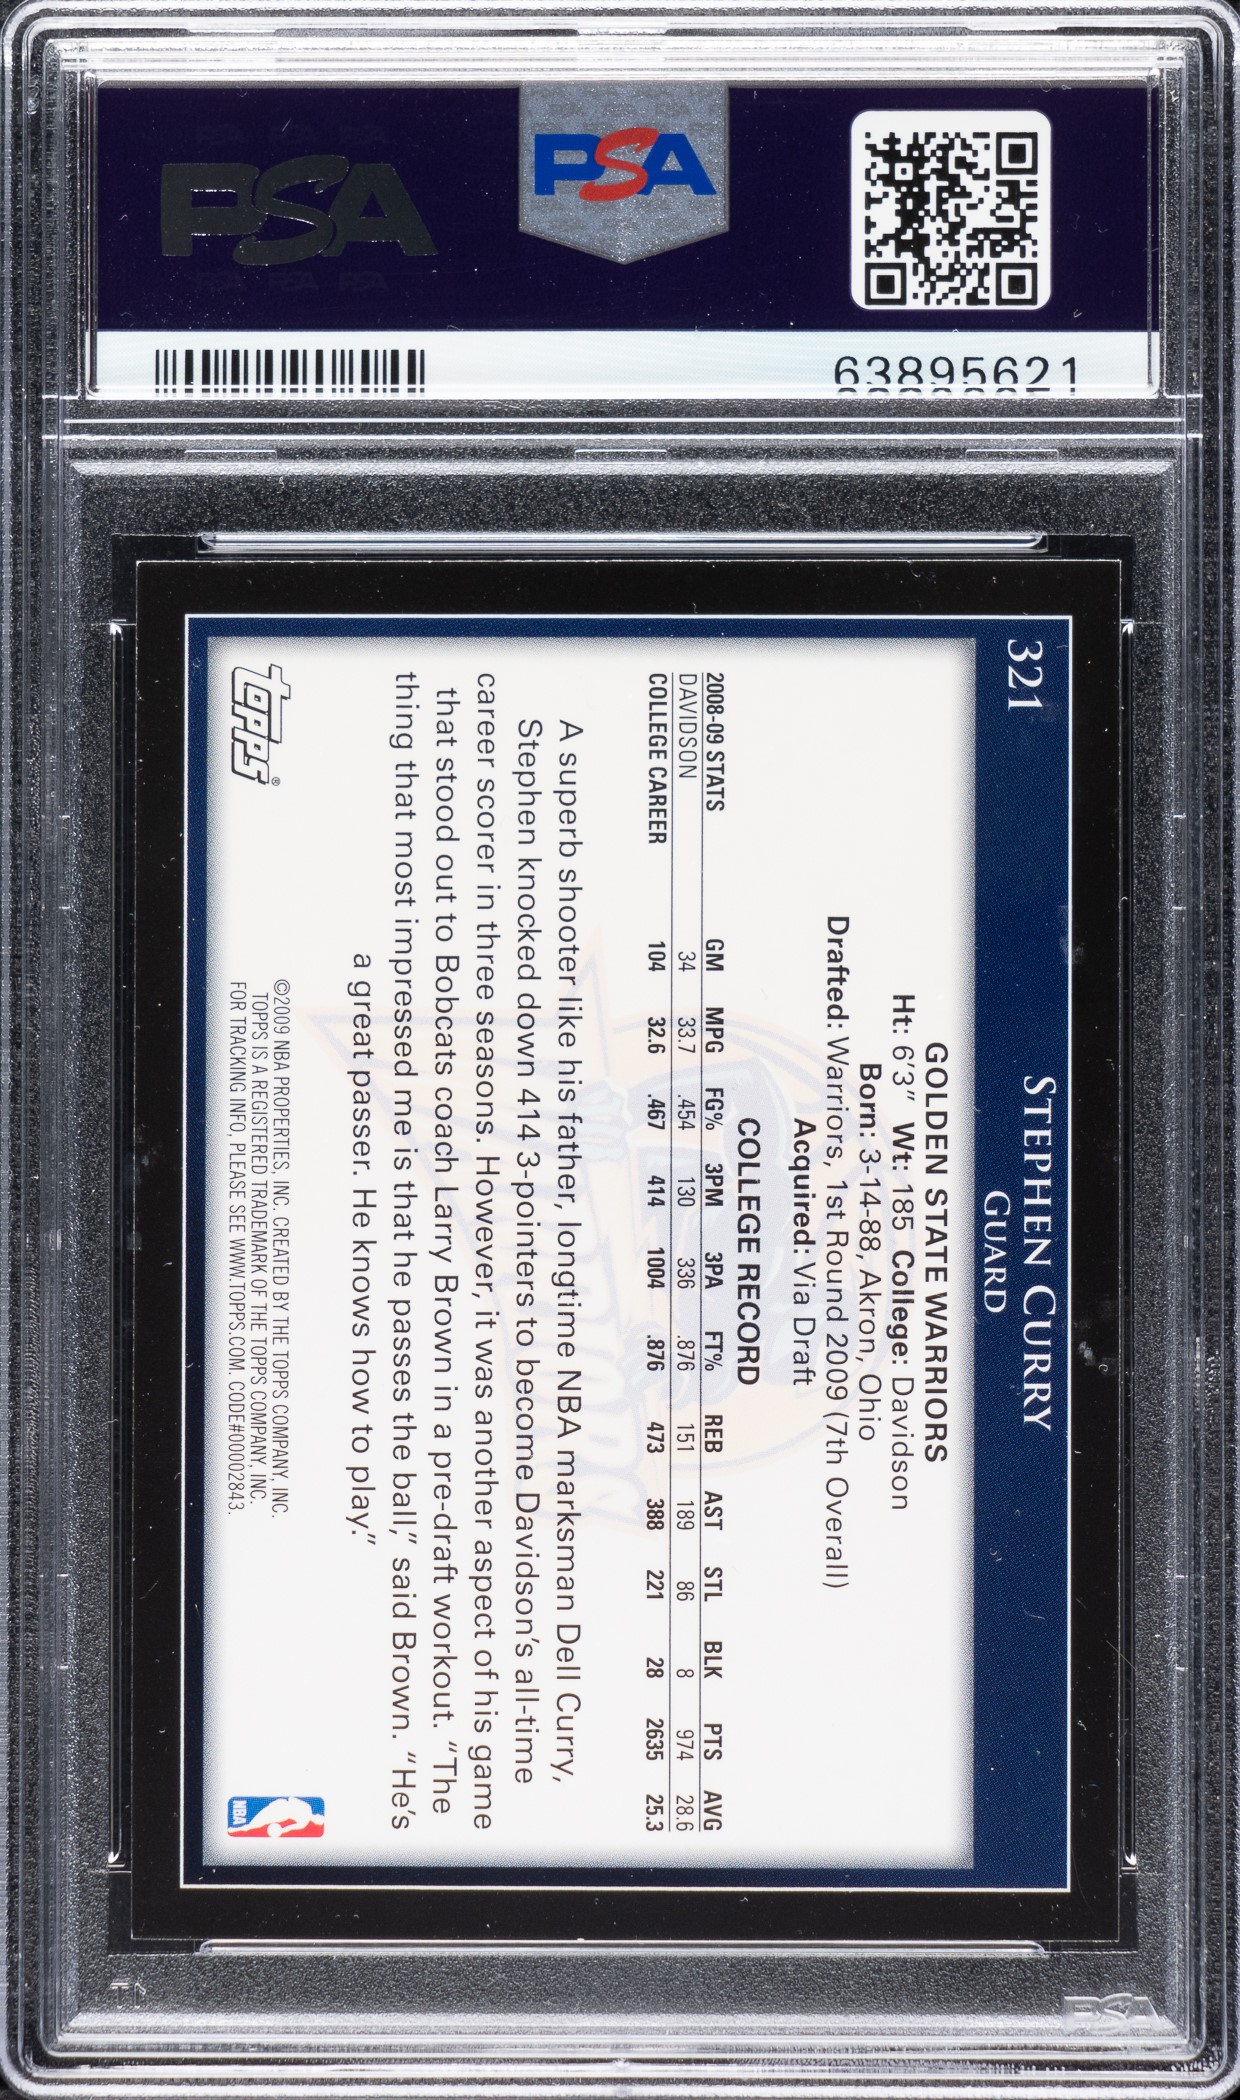 PSA
PSA
63895621
321
STEPHEN CURRY
GUARD
GOLDEN STATE WARRIORS
Ht: 6'3" Wt: 185 College: Davidson
Born: 3-14-88, Akron, Ohio
Drafted: Warriors, 1st Round 2009 (7th Overall)
Acquired: Via Draft
COLLEGE RECORD
2008-09 STATS GM MPG FG% 3PM 3PA FT% REB AST STL BLK PTS AVG
DAVIDSON 34 33.7 .454 130 336 .876 151 189 86 8 974 28.6
COLLEGE CAREER 104 32.6 .467 414 1004 .876 473 388 221 28 2635 25.3
A superb shooter like his father, longtime NBA marksman Dell Curry,
Stephen knocked down 414 3-pointers to become Davidson's all-time
career scorer in three seasons. However, it was another aspect of his game
that stood out to Bobcats coach Larry Brown in a pre-draft workout. "The
thing that most impressed me is that he passes the ball," said Brown. "He's
a great passer. He knows how to play."
topps®
©2009 NBA PROPERTIES, INC. CREATED BY THE TOPPS COMPANY, INC.
TOPPS IS A REGISTERED TRADEMARK OF THE TOPPS COMPANY, INC.
FOR TRACKING INFO, PLEASE SEE WWW.TOPPS.COM. CODE#00002843.
NBA
PSA